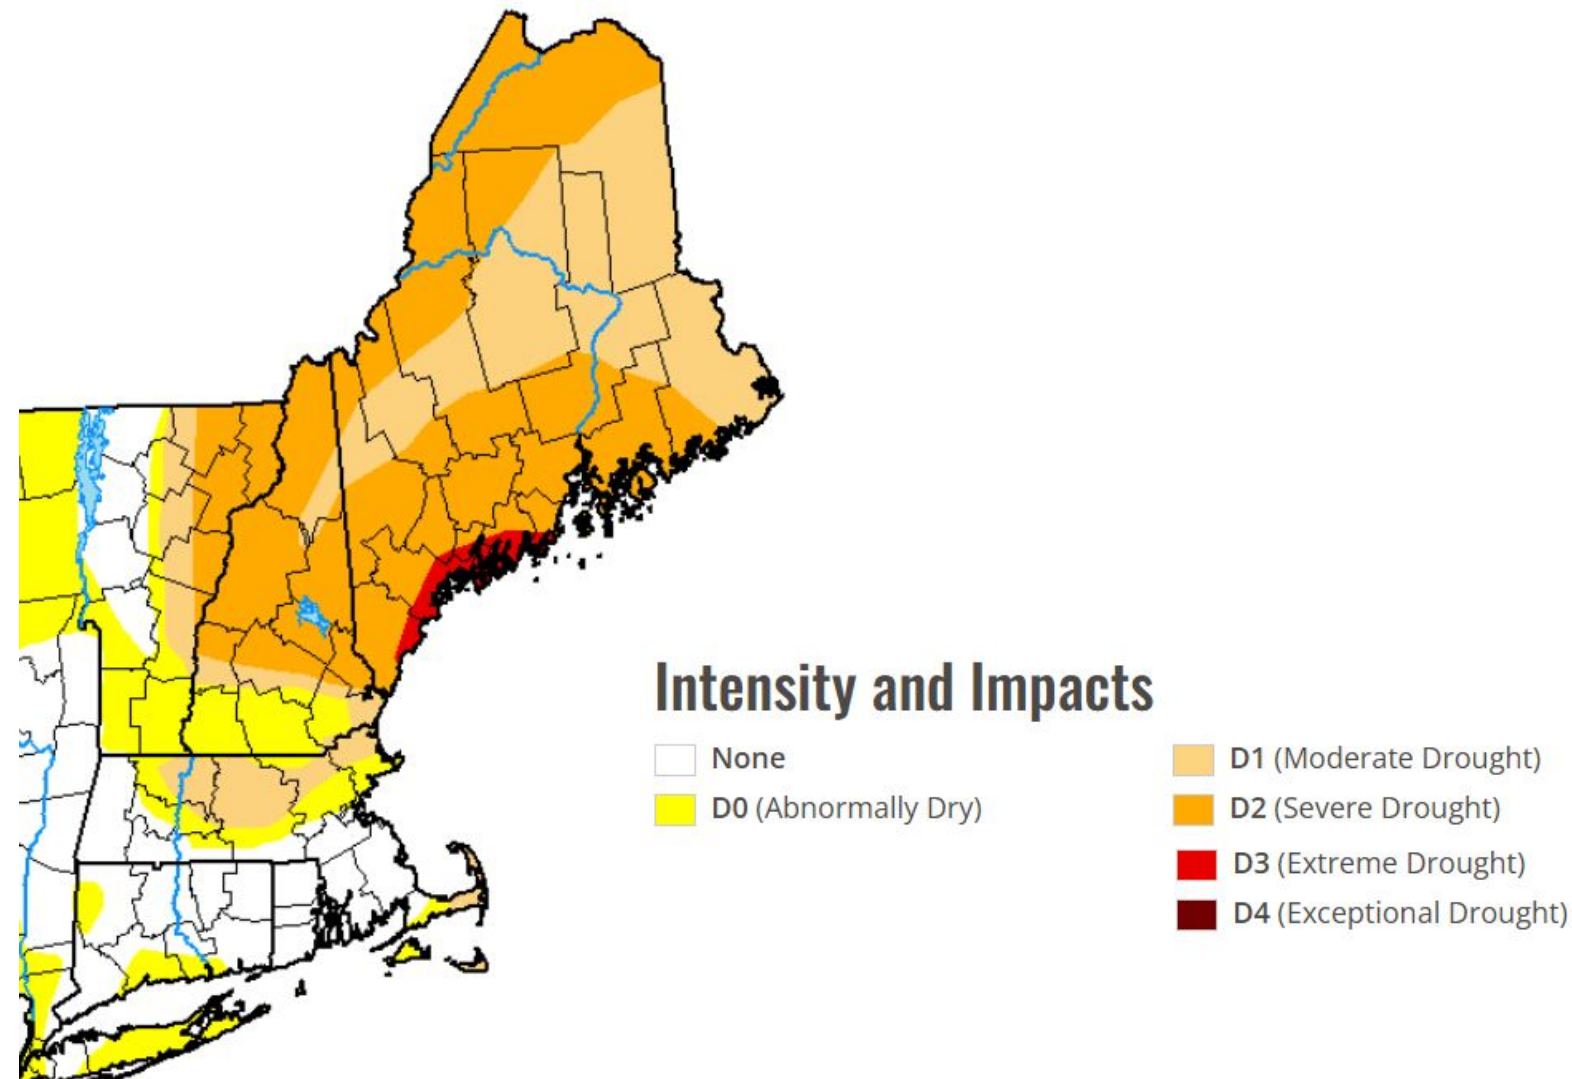 Intensity and Impacts
None
D0 (Abnormally Dry)
D1 (Moderate Drought)
D2 (Severe Drought)
D3 (Extreme Drought)
D4 (Exceptional Drought)